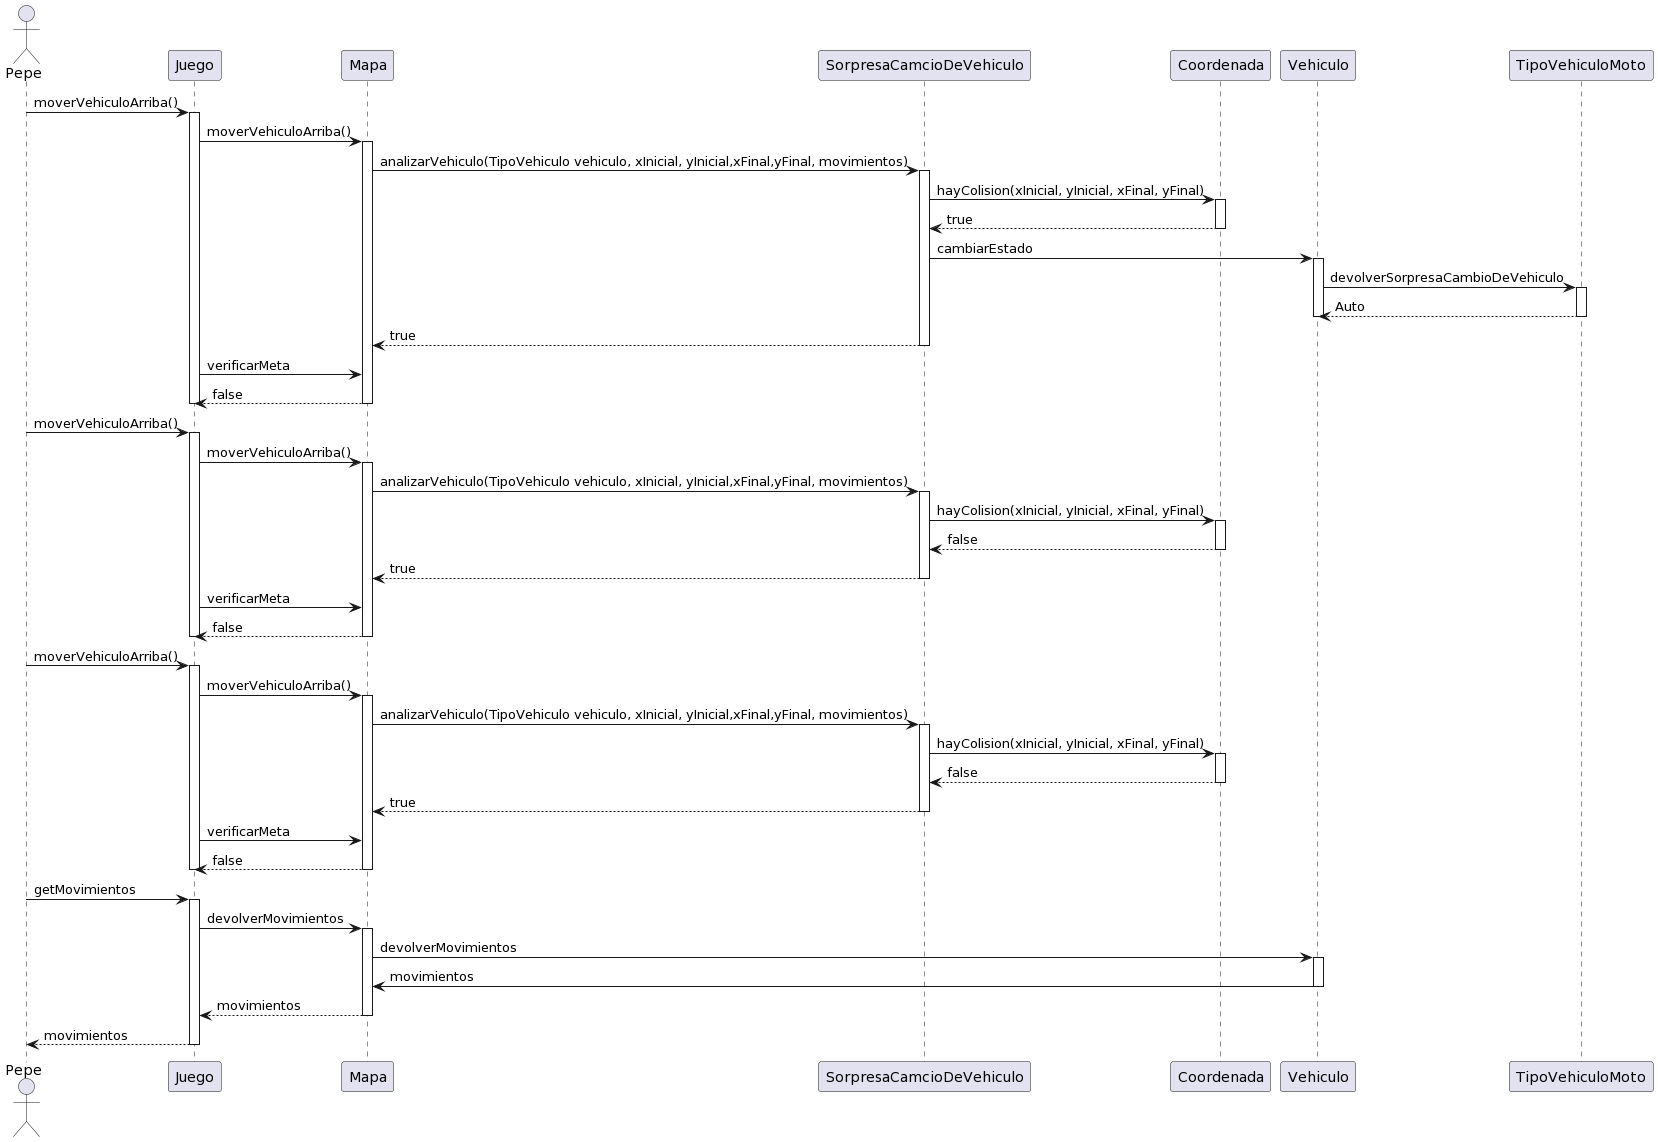 Pepe
Juego
Mapa
SorpresaCamcioDeVehiculo
Coordenada
Vehiculo
TipoVehiculoMoto
moverVehiculoArriba()
moverVehiculoArriba()
analizarVehiculo(TipoVehiculo vehiculo, xInicial, yInicial,xFinal,yFinal, movimientos)
hayColision(xInicial, yInicial, xFinal, yFinal)
true
cambiarEstado
devolverSorpresaCambioDeVehiculo
Auto
true
verificarMeta
false
moverVehiculoArriba()
moverVehiculoArriba()
analizarVehiculo(TipoVehiculo vehiculo, xInicial, yInicial,xFinal,yFinal, movimientos)
hayColision(xInicial, yInicial, xFinal, yFinal)
false
true
verificarMeta
false
moverVehiculoArriba()
moverVehiculoArriba()
analizarVehiculo(TipoVehiculo vehiculo, xInicial, yInicial,xFinal,yFinal, movimientos)
hayColision(xInicial, yInicial, xFinal, yFinal)
false
true
verificarMeta
false
getMovimientos
devolverMovimientos
devolverMovimientos
movimientos
movimientos
movimientos
Pepe
Juego
Mapa
SorpresaCamcioDeVehiculo
Coordenada
Vehiculo
TipoVehiculoMoto